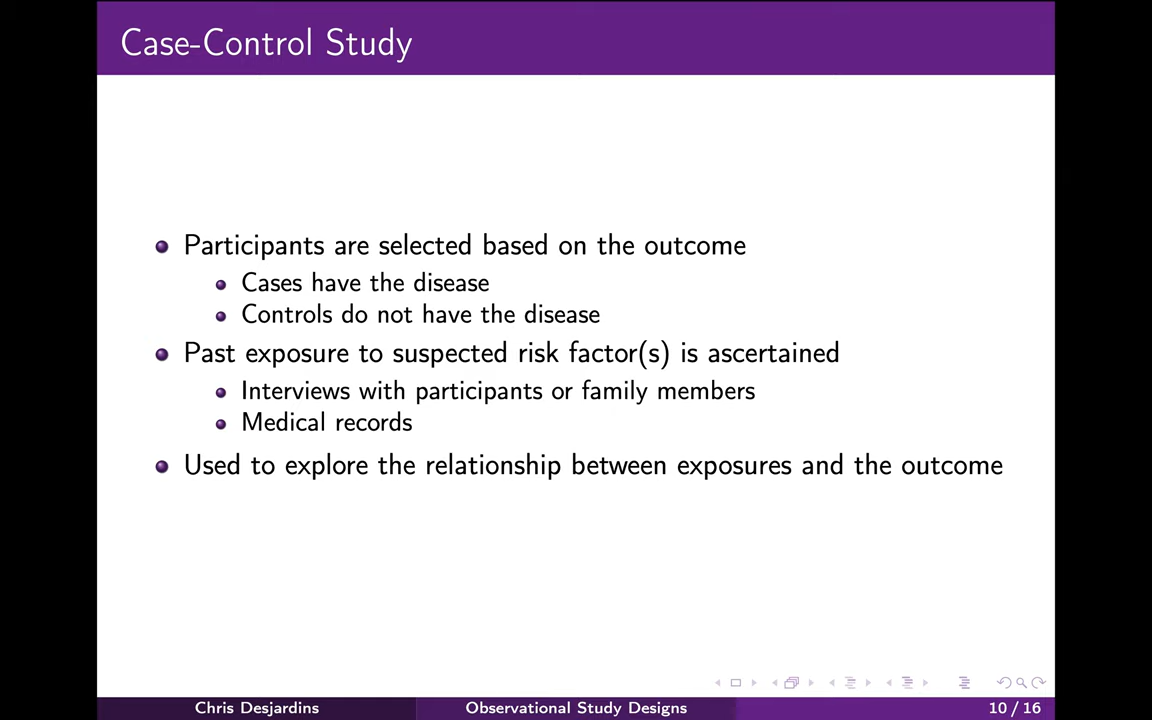 Case-Control Study
Participants are selected based on the outcome
Cases have the disease
Controls do not have the disease
Past exposure to suspected risk factor(s) is ascertained
Interviews with participants or family members
Medical records
Used to explore the relationship between exposures and the outcome
Chris Desjardins
Observational Study Designs
10 / 16